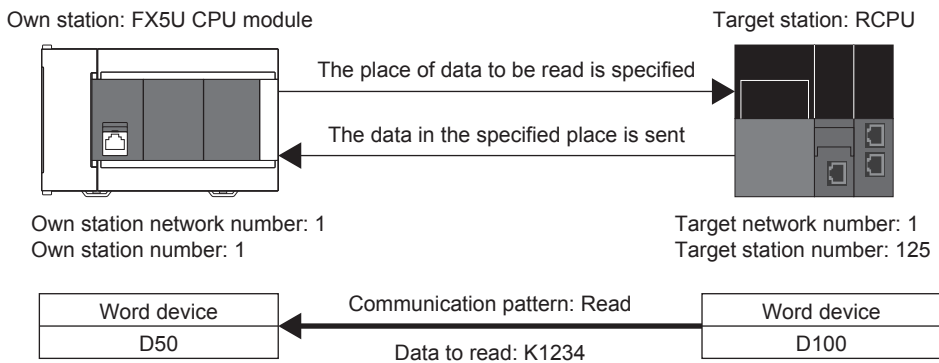 Own station: FX5U CPU module
Target station: RCPU
The place of data to be read is specified
The data in the specified place is sent
Own station network number: 1
Own station number: 1
Target network number: 1
Target station number: 125
Word device
D50
Communication pattern: Read
Data to read: K1234
Word device
D100